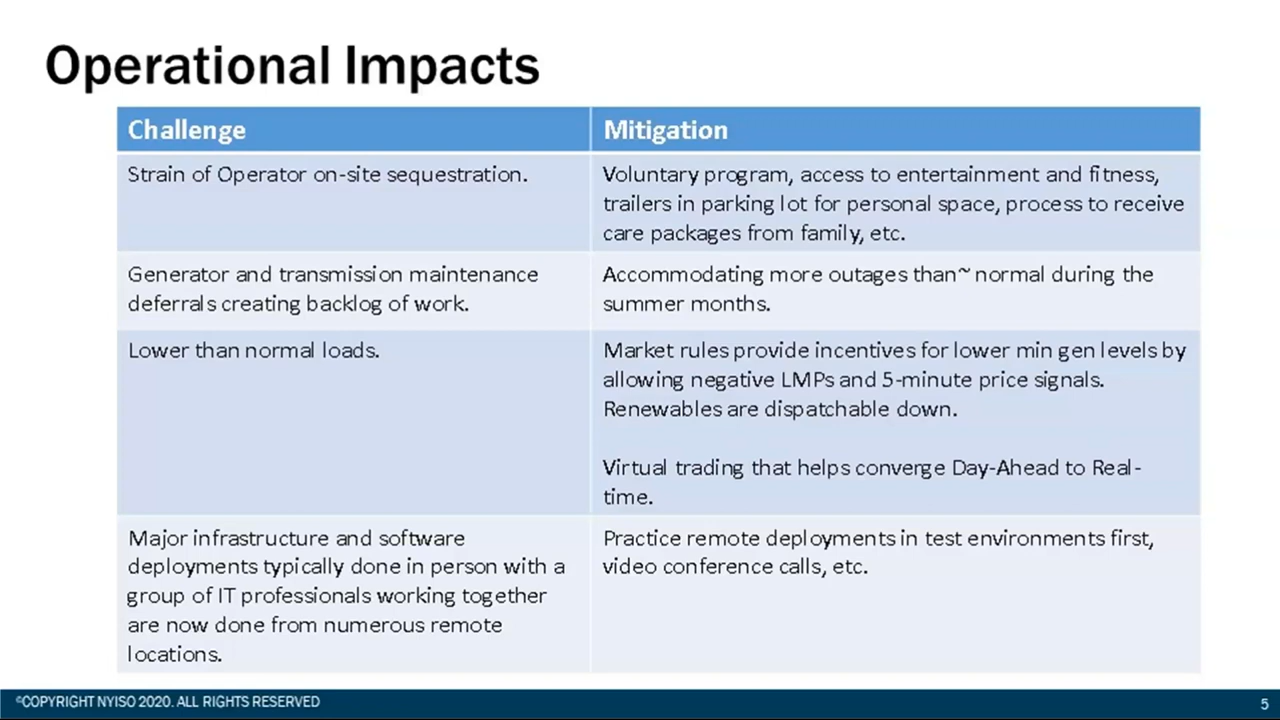 Operational Impacts
Challenge
Mitigation
Strain of Operator on-site sequestration.
Voluntary program, access to entertainment and fitness,
trailers in parking lot for personal space, process to receive
care packages from family, etc.
Generator and transmission maintenance
deferrals creating backlog of work.
Accommodating more outages than~ normal during the
summer months.
Lower than normal loads.
Market rules provide incentives for lower min gen levels by
allowing negative LMPs and 5-minute price signals.
Renewables are dispatchable down.
Virtual trading that helps converge Day-Ahead to Real-
time.
Major infrastructure and software
deployments typically done in person with a
group of IT professionals working together
are now done from numerous remote
locations.
Practice remote deployments in test environments first,
video conference calls, etc.
©COPYRIGHT NYISO 2020. ALL RIGHTS RESERVED
5